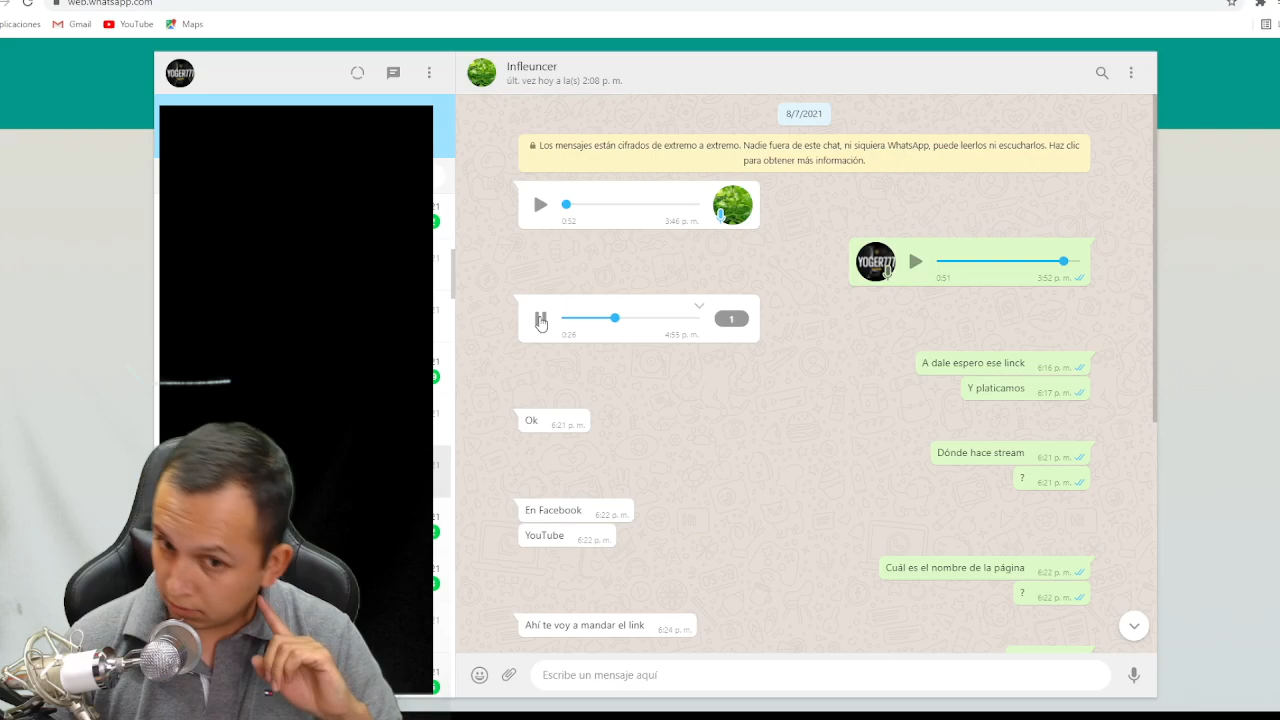 web.whatsapp.com
plicaciones Gmail YouTube Maps
YOGER777
Infleuncer
últ. vez hoy a la(s) 2:08 p. m.
8/7/2021
Los mensajes están cifrados de extremo a extremo. Nadie fuera de este chat, ni siquiera WhatsApp, puede leerlos ni escucharlos. Haz clic
para obtener más información.
0:52 3:46 p. m.
YOGER777
0:51 3:52 p. m.
1
0:26 4:55 p. m.
A dale espero ese linck 6:16 p. m.
Y platicamos 6:17 p. m.
Ok 6:21 p. m.
Dónde hace stream 6:21 p. m.
? 6:21 p. m.
En Facebook 6:22 p. m.
YouTube 6:22 p. m.
Cuál es el nombre de la página 6:22 p. m.
? 6:22 p. m.
Ahí te voy a mandar el link 6:24 p. m.
Escribe un mensaje aquí